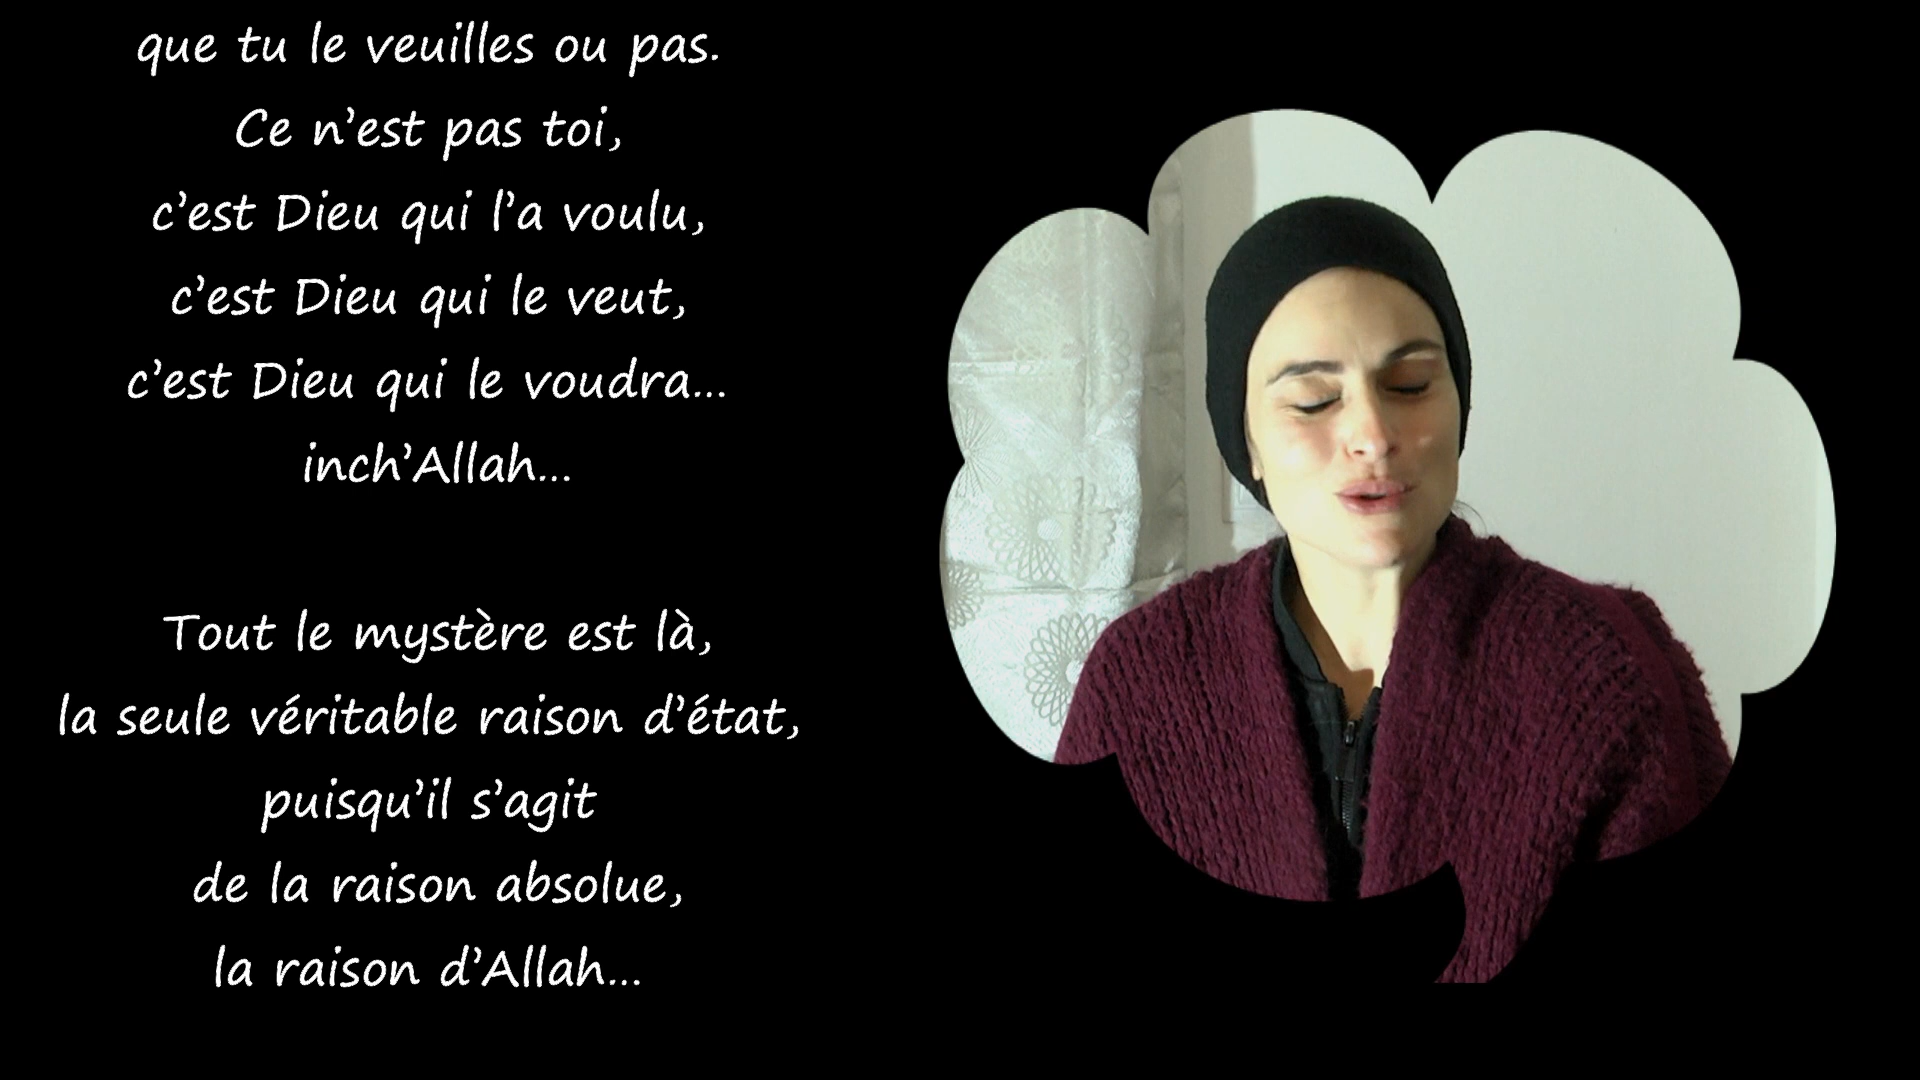 que tu le veuilles ou pas.
Ce n’est pas toi,
c’est Dieu qui l’a voulu,
c’est Dieu qui le veut,
c’est Dieu qui le voudra...
inch’Allah...
Tout le mystère est là,
la seule véritable raison d’état,
puisqu’il s’agit
de la raison absolue,
la raison d’Allah...